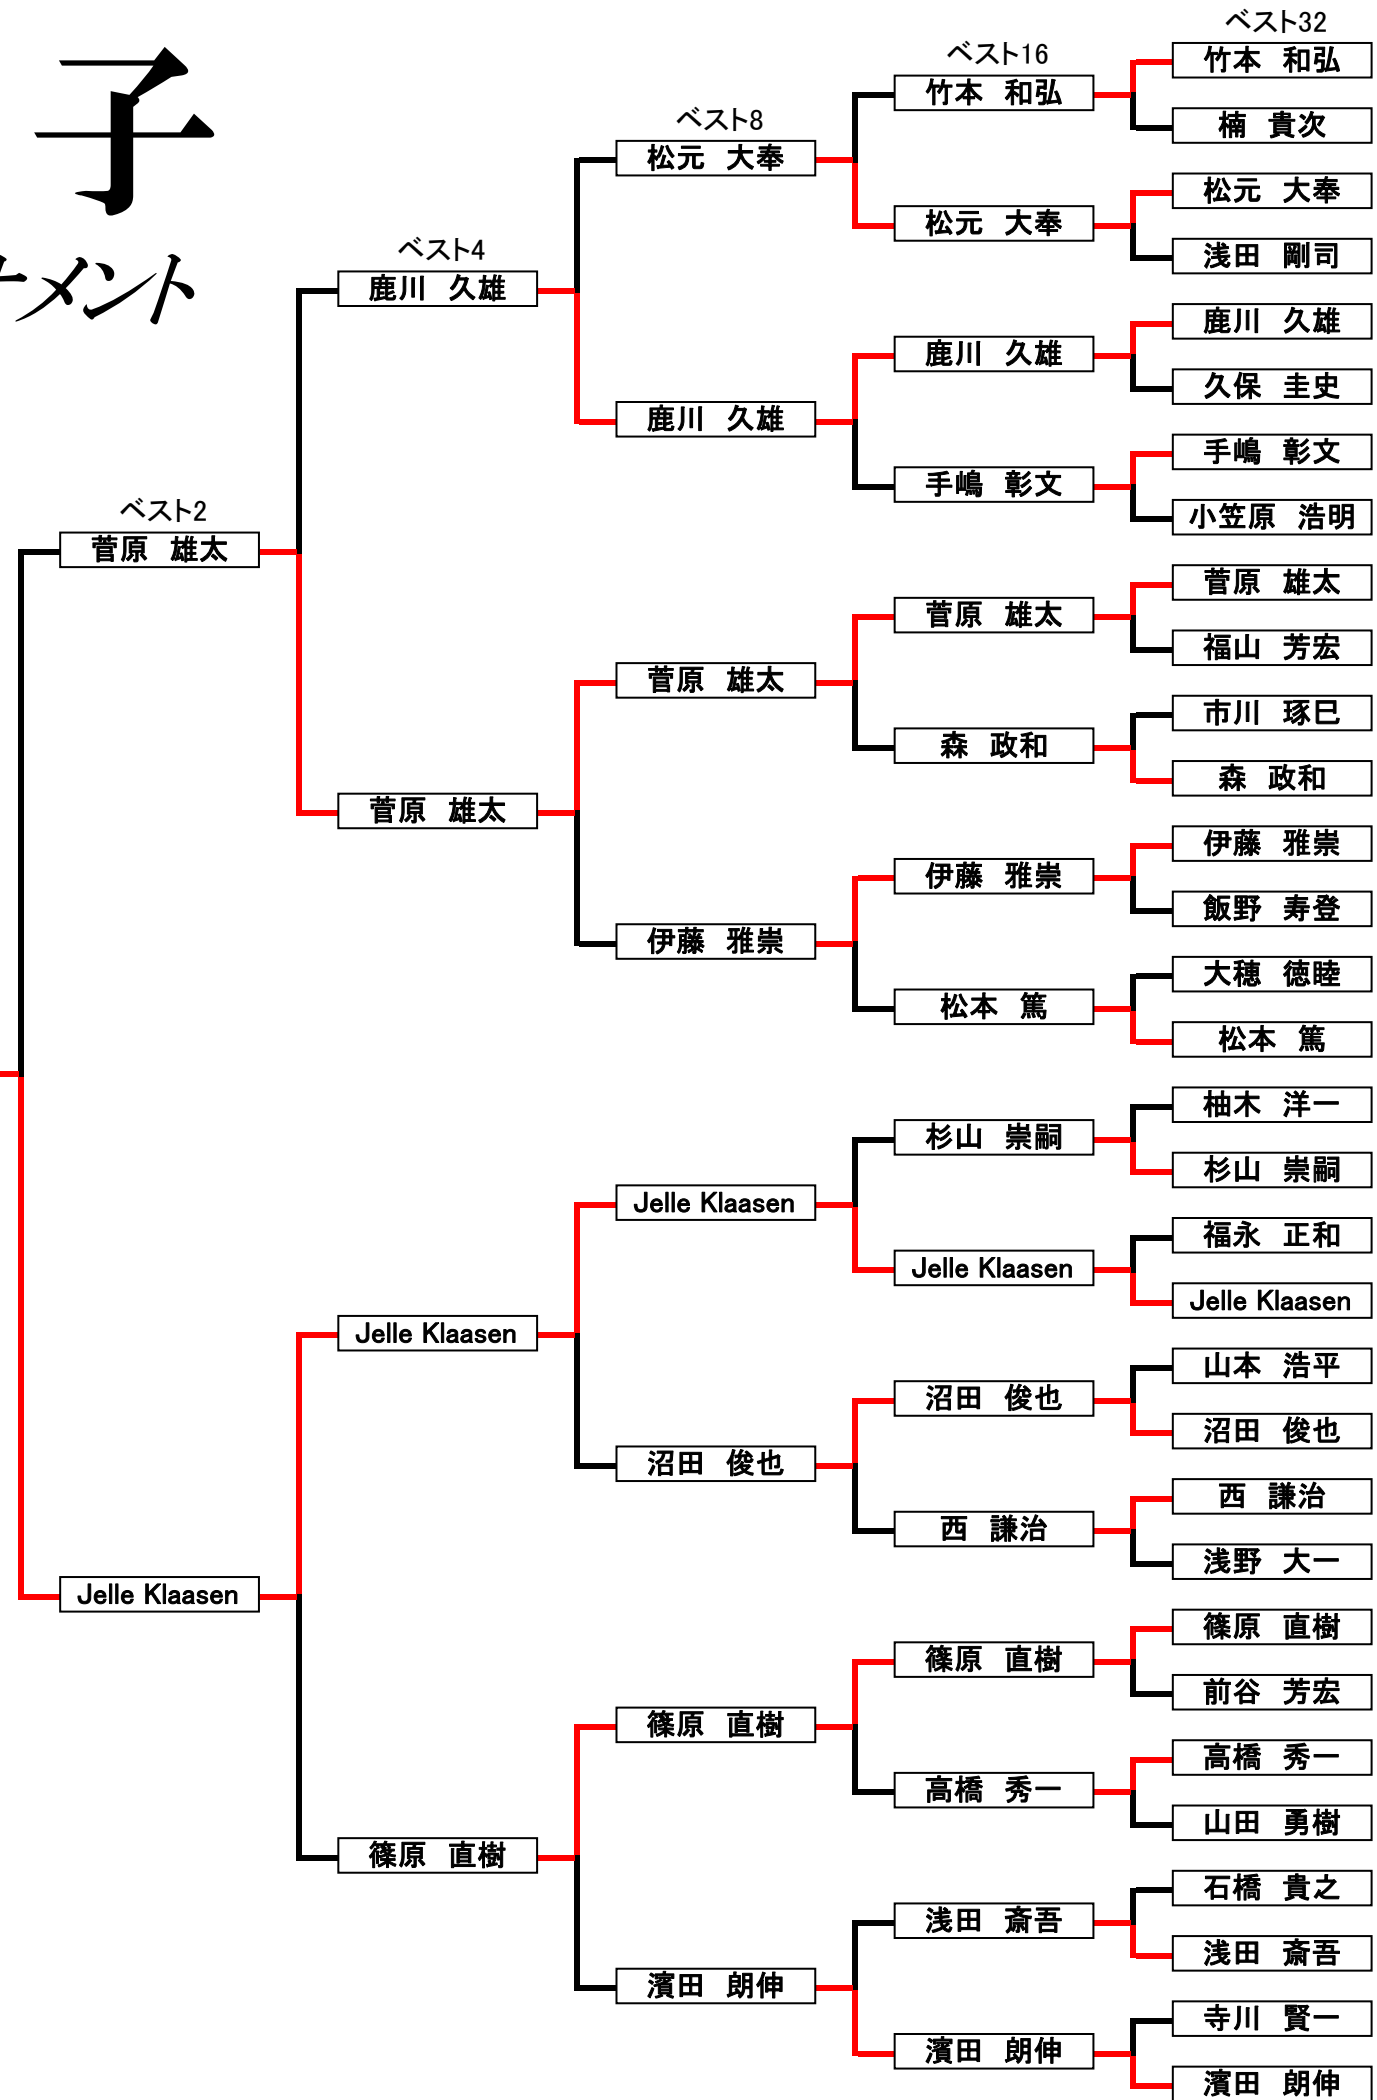 子
ナメント
ベスト2
菅原 雄太
Jelle Klaasen
ベスト4
鹿川 久雄
菅原 雄太
Jelle Klaasen
篠原 直樹
ベスト8
松元 大奉
鹿川 久雄
菅原 雄太
伊藤 雅崇
Jelle Klaasen
沼田 俊也
篠原 直樹
濱田 朗伸
ベスト16
竹本 和弘
松元 大奉
鹿川 久雄
手嶋 彰文
菅原 雄太
森 政和
伊藤 雅崇
松本 篤
杉山 崇嗣
Jelle Klaasen
沼田 俊也
西 謙治
篠原 直樹
高橋 秀一
浅田 斎吾
濱田 朗伸
ベスト32
竹本 和弘
楠 貴次
松元 大奉
浅田 剛司
鹿川 久雄
久保 圭史
手嶋 彰文
小笠原 浩明
菅原 雄太
福山 芳宏
市川 琢巳
森 政和
伊藤 雅崇
飯野 寿登
大穂 徳睦
松本 篤
柚木 洋一
杉山 崇嗣
福永 正和
Jelle Klaasen
山本 浩平
沼田 俊也
西 謙治
浅野 大一
篠原 直樹
前谷 芳宏
高橋 秀一
山田 勇樹
石橋 貴之
浅田 斎吾
寺川 賢一
濱田 朗伸